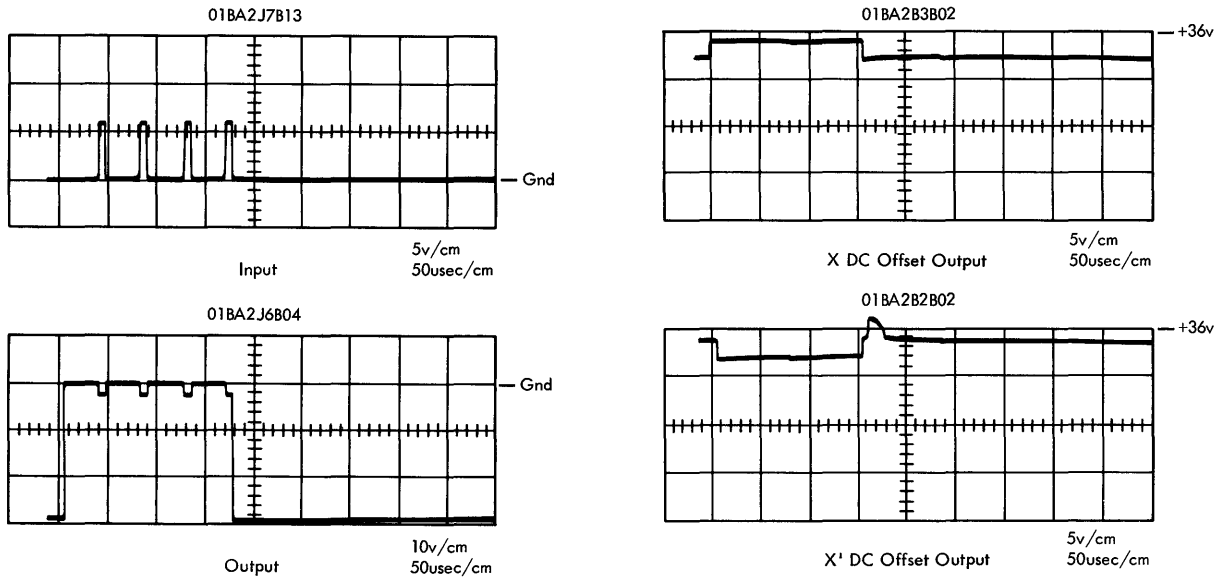 01BA2J7B13
Gnd
5v/cm
Input
50usec/cm
01BA2J6B04
Gnd
10v/cm
Output
50usec/cm
01BA2B3B02
+36v
5v/cm
X DC Offset Output
50usec/cm
01BA2B2B02
+36v
5v/cm
X' DC Offset Output
50usec/cm